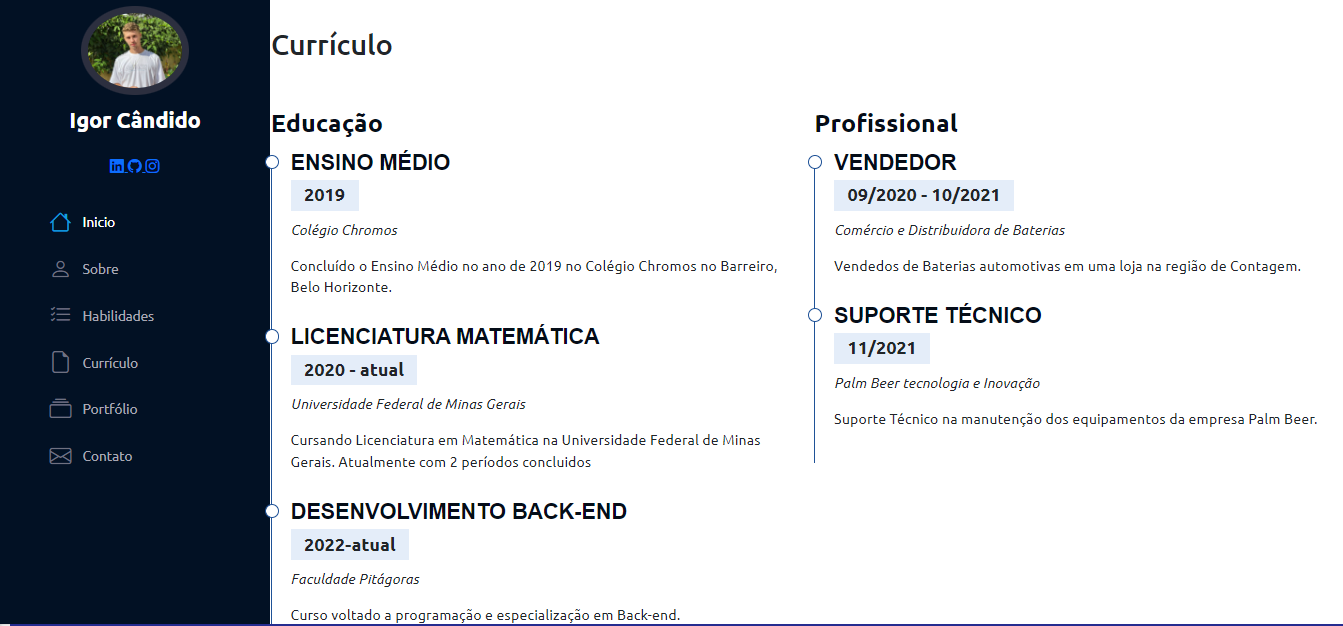 Igor Cândido
Inicio
Sobre
Habilidades
Currículo
Portfólio
Contato
Currículo
Educação
ENSINO MÉDIO
2019
Colégio Chromos
Concluído o Ensino Médio no ano de 2019 no Colégio Chromos no Barreiro,
Belo Horizonte.
LICENCIATURA MATEMÁTICA
2020 - atual
Universidade Federal de Minas Gerais
Cursando Licenciatura em Matemática na Universidade Federal de Minas
Gerais. Atualmente com 2 períodos concluidos
DESENVOLVIMENTO BACK-END
2022-atual
Faculdade Pitágoras
Curso voltado a programação e especialização em Back-end.
Profissional
VENDEDOR
09/2020 - 10/2021
Comércio e Distribuidora de Baterias
Vendedos de Baterias automotivas em uma loja na região de Contagem.
SUPORTE TÉCNICO
11/2021
Palm Beer tecnologia e Inovação
Suporte Técnico na manutenção dos equipamentos da empresa Palm Beer.